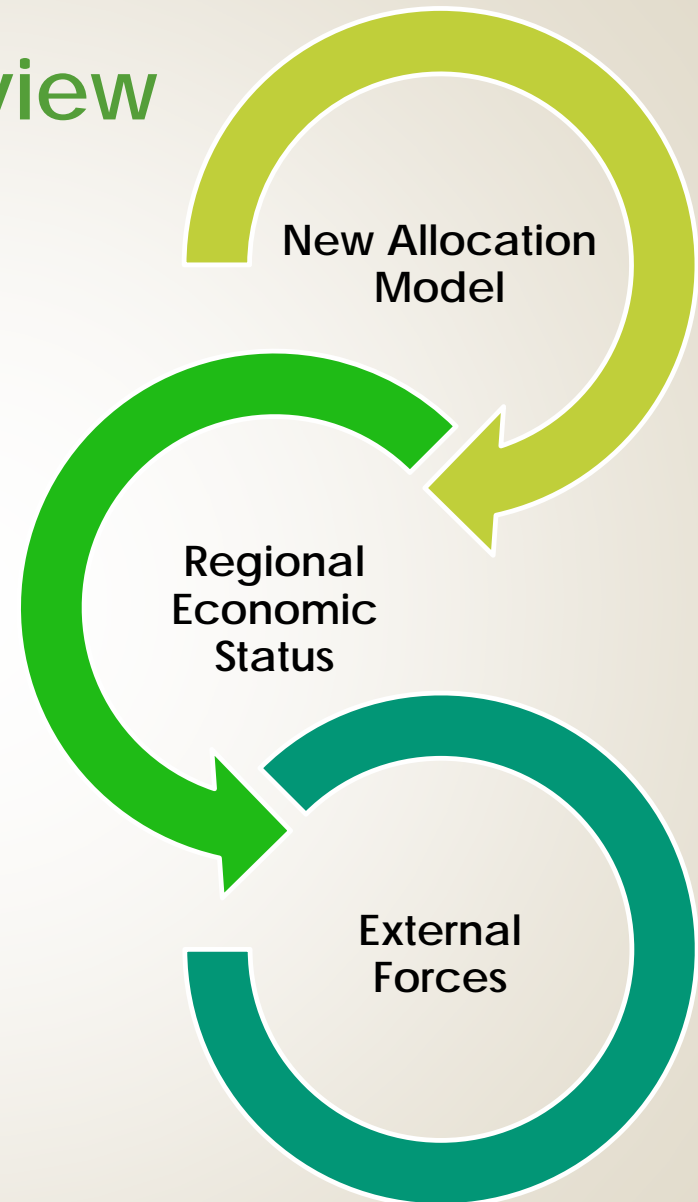 view
New Allocation
Model
Regional
Economic
Status
External
Forces